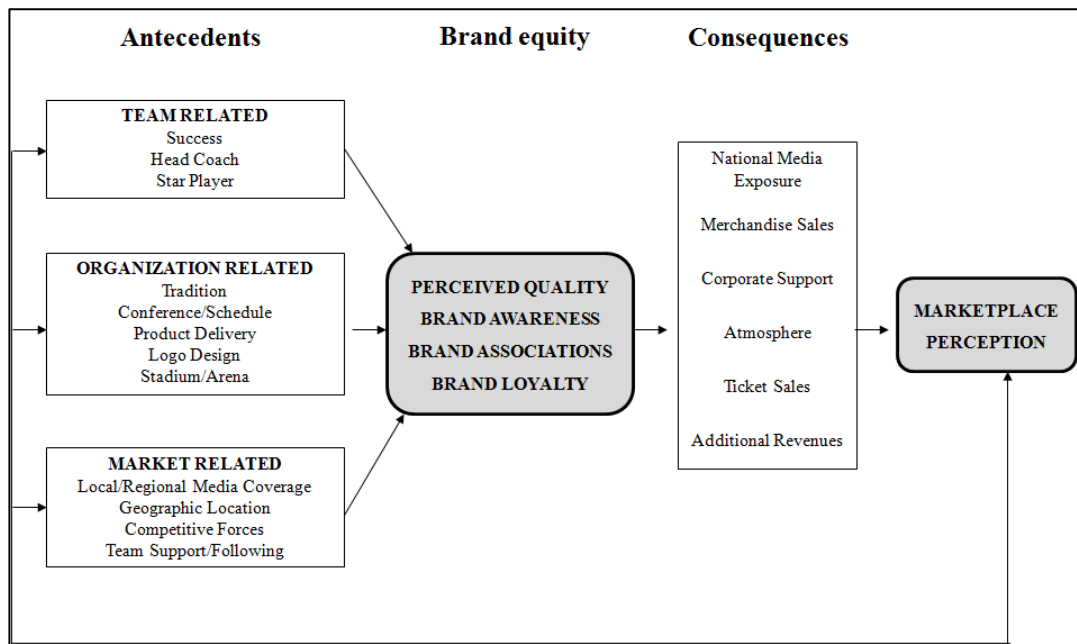 Antecedents
Brand equity
Consequences
TEAM RELATED
Success
Head Coach
Star Player
ORGANIZATION RELATED
Tradition
Conference/Schedule
Product Delivery
Logo Design
Stadium/Arena
MARKET RELATED
Local/Regional Media Coverage
Geographic Location
Competitive Forces
Team Support/Following
PERCEIVED QUALITY
BRAND AWARENESS
BRAND ASSOCIATIONS
BRAND LOYALTY
National Media
Exposure
Merchandise Sales
Corporate Support
Atmosphere
Ticket Sales
Additional Revenues
MARKETPLACE
PERCEPTION